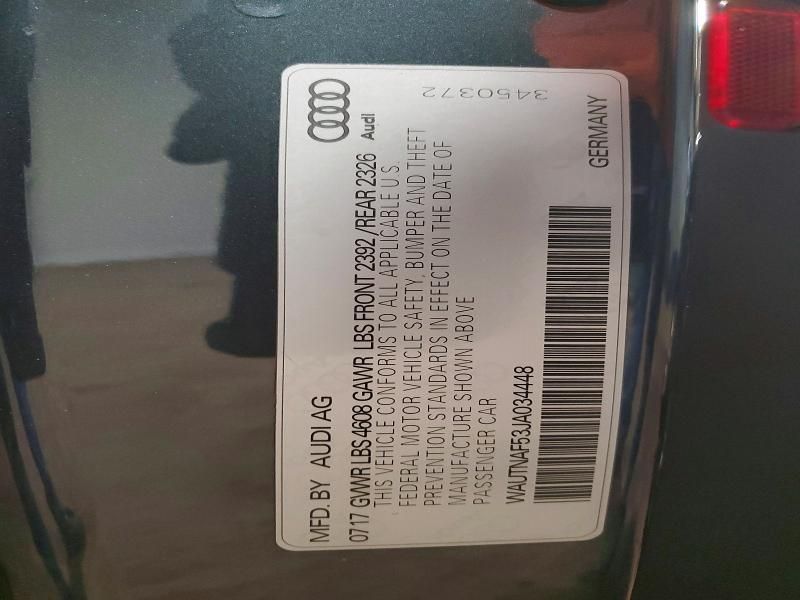 MFD. BY AUDI AG
Audi
0717 GVWR LBS 4608 GAWR LBS FRONT 2392 / REAR 2326
THIS VEHICLE CONFORMS TO ALL APPLICABLE U.S.
FEDERAL MOTOR VEHICLE SAFETY, BUMPER AND THEFT
PREVENTION STANDARDS IN EFFECT ON THE DATE OF
MANUFACTURE SHOWN ABOVE
PASSENGER CAR
3450372
WAUTNAF53JA034448
GERMANY